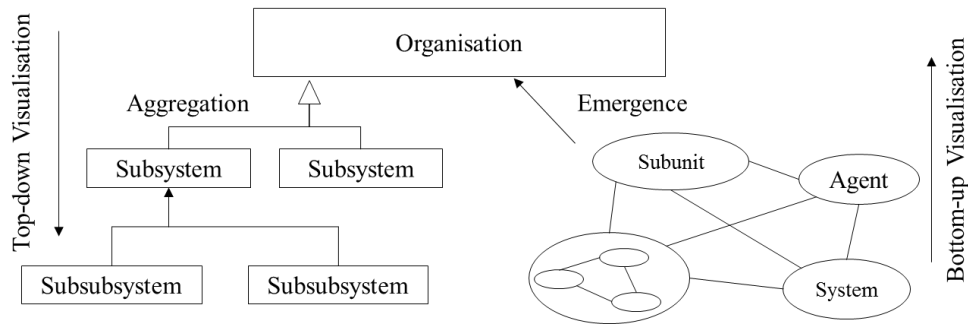 Organisation
Top-down Visualisation
Aggregation
Emergence
Bottom-up Visualisation
Subsystem
Subsystem
Subunit
Agent
Subsubsystem
Subsubsystem
System